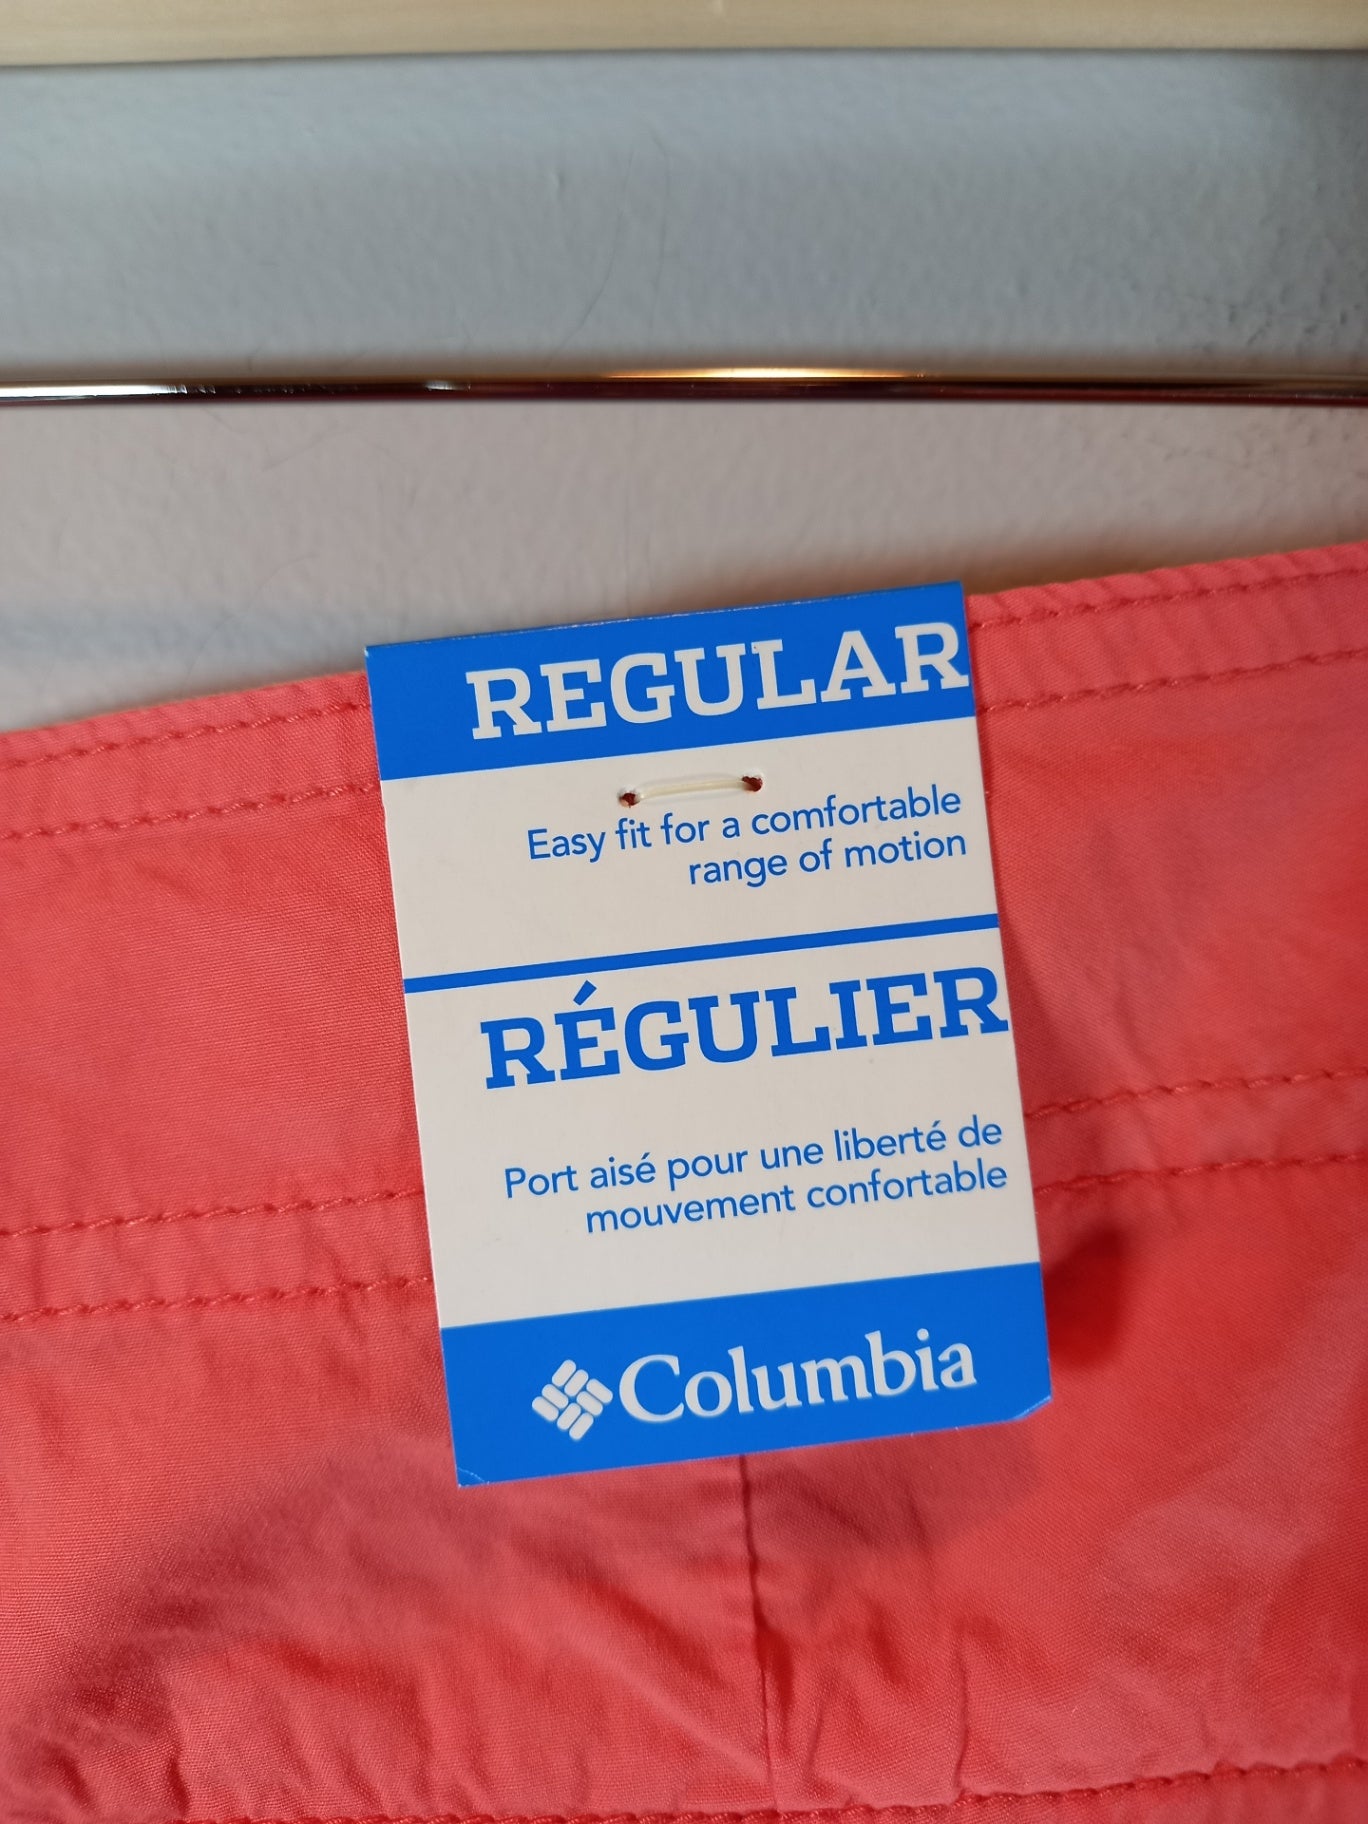 REGULAR
Easy fit for a comfortable
range of motion
RÉGULIER
Port aisé pour une liberté de
mouvement confortable
Columbia